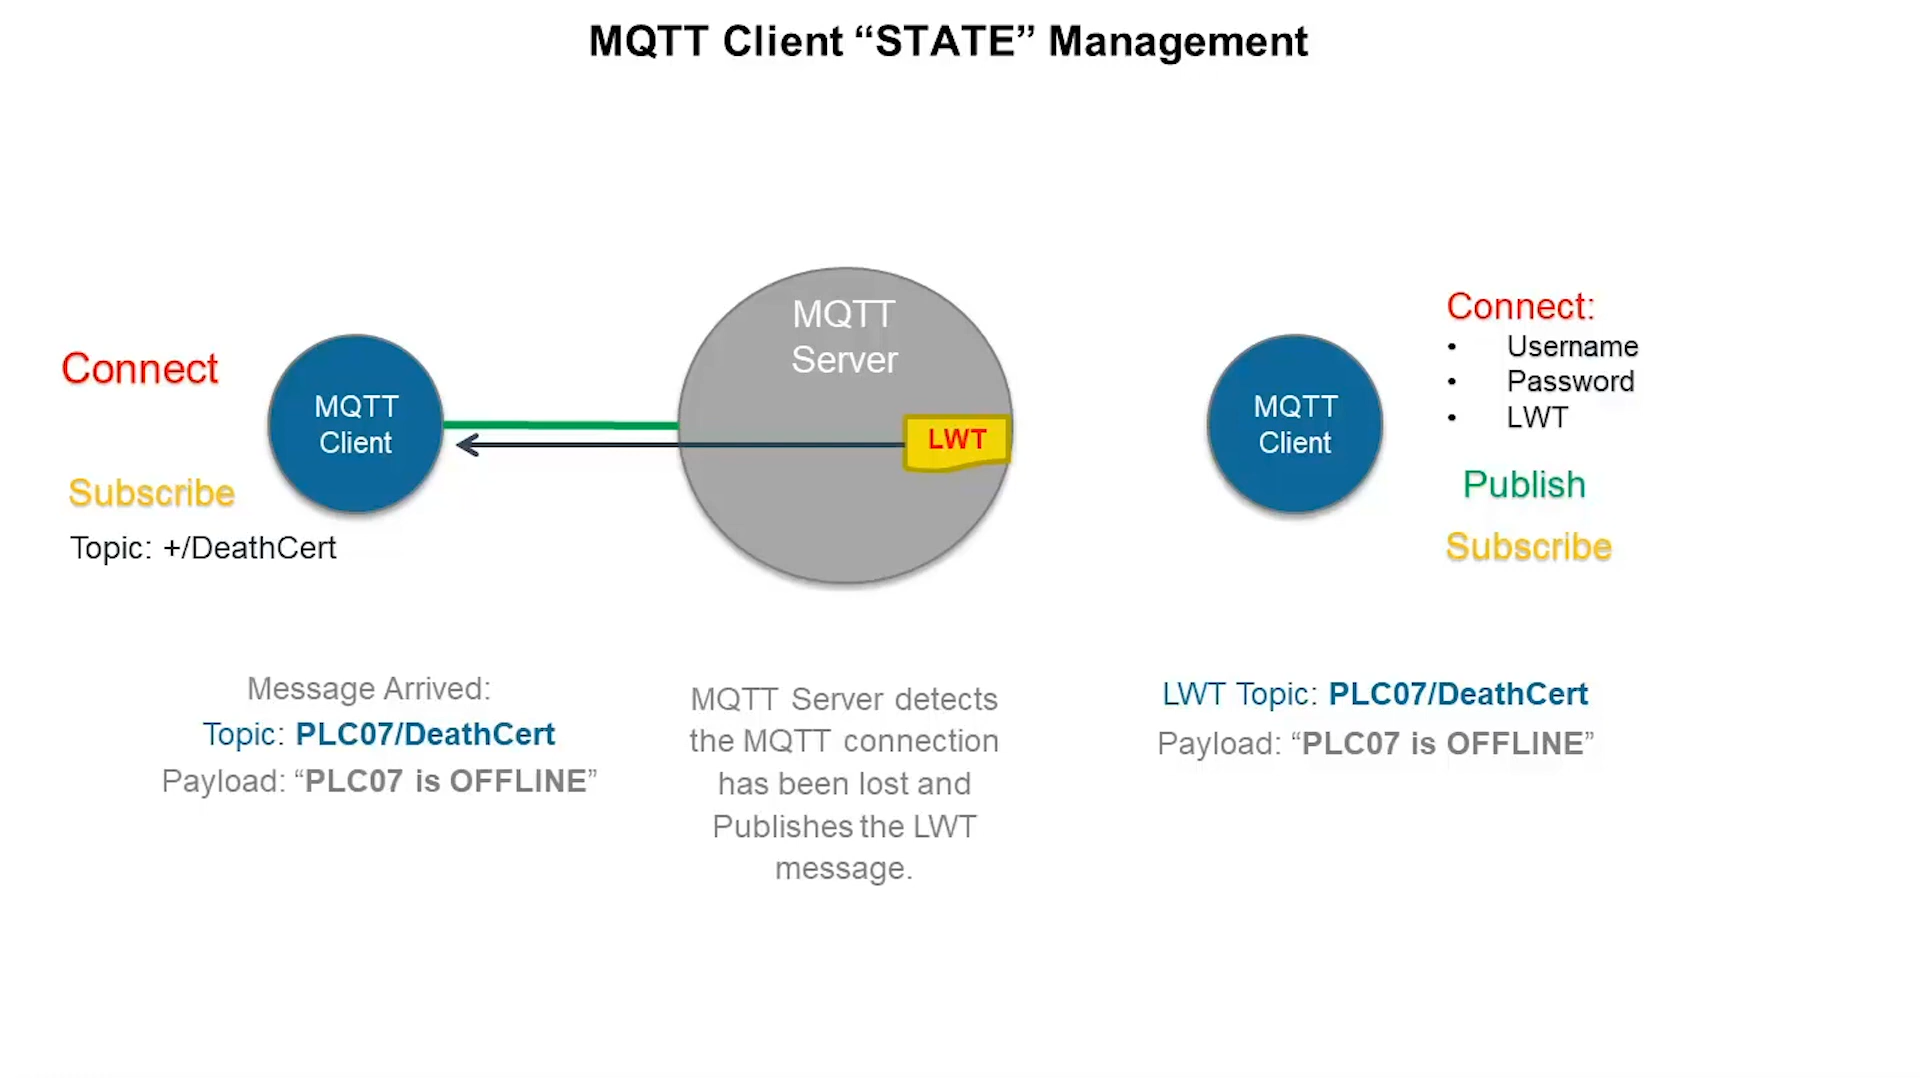 MQTT Client “STATE” Management
Connect
Subscribe
Topic: +/DeathCert
MQTT
Client
MQTT
Server
LWT
MQTT
Client
Connect:
• Username
• Password
• LWT
Publish
Subscribe
Message Arrived:
Topic: PLC07/DeathCert
Payload: “PLC07 is OFFLINE”
MQTT Server detects
the MQTT connection
has been lost and
Publishes the LWT
message.
LWT Topic: PLC07/DeathCert
Payload: “PLC07 is OFFLINE”